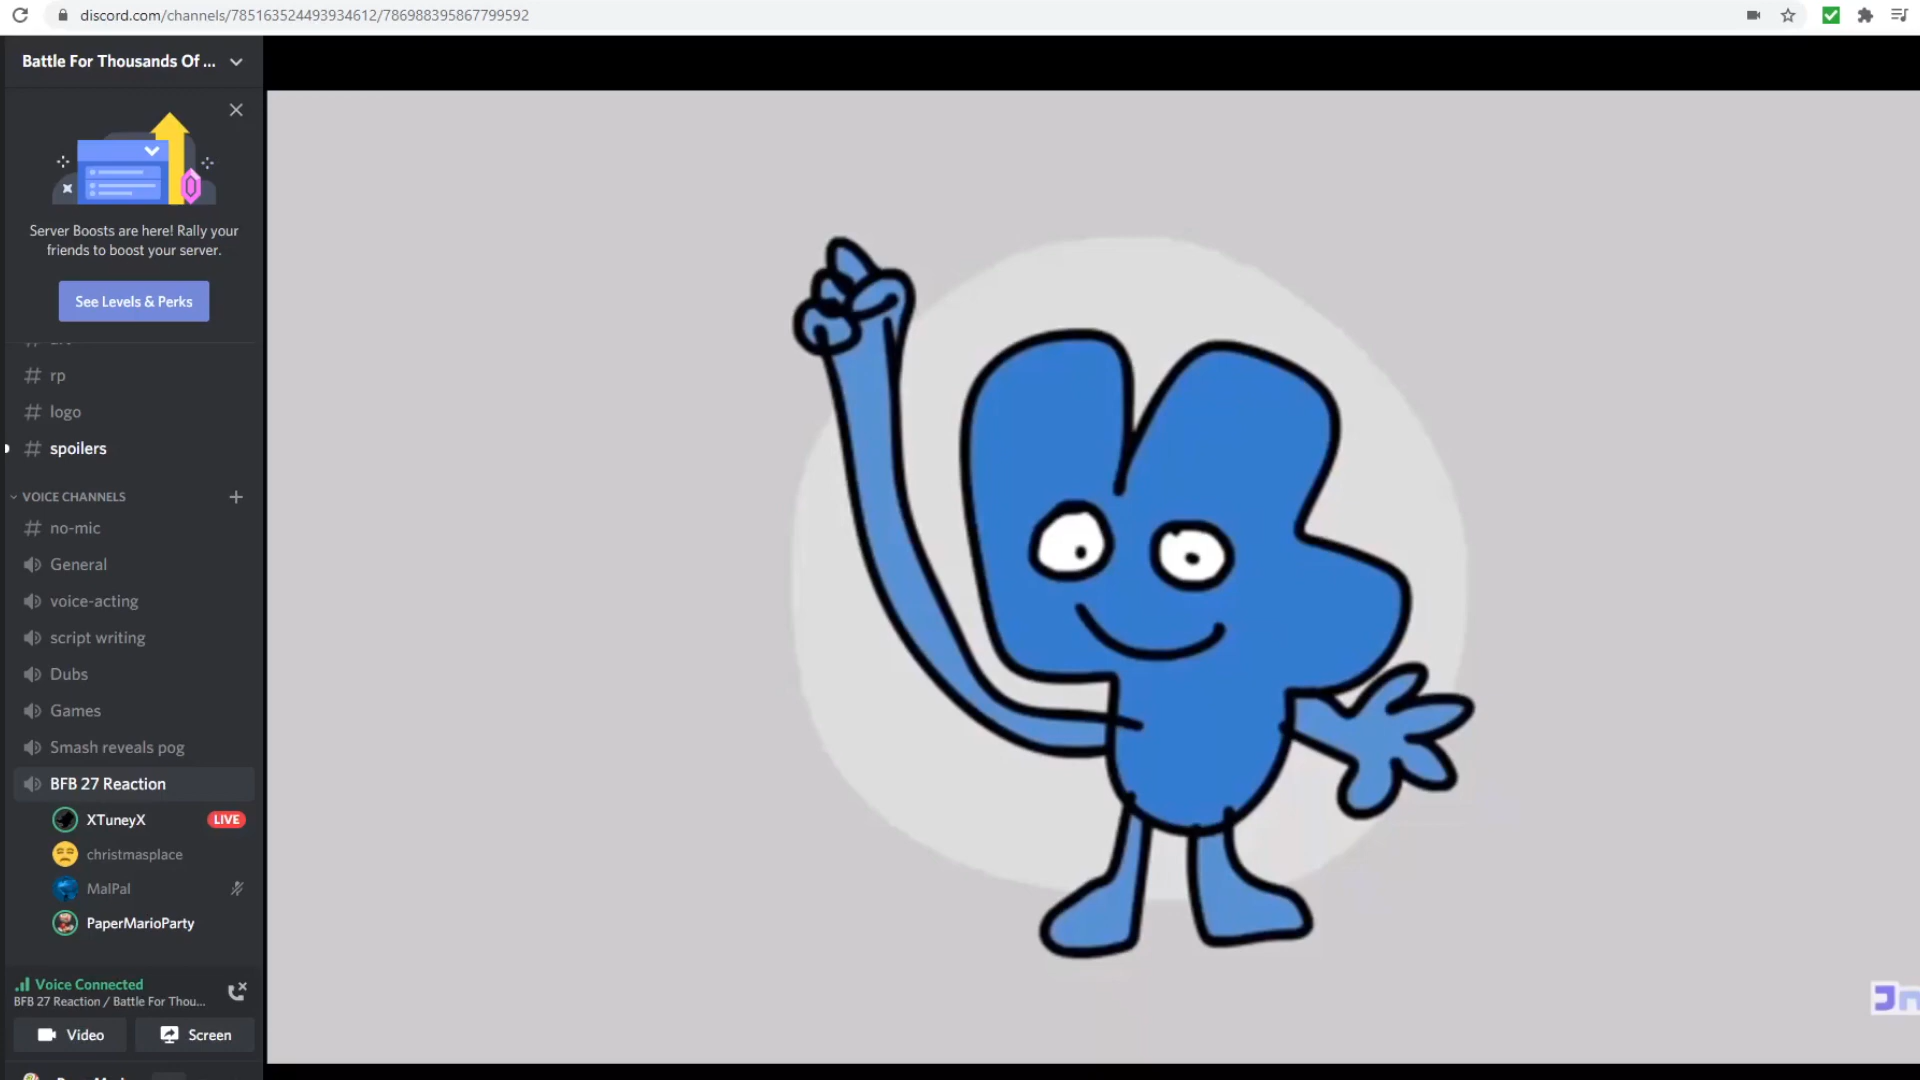 discord.com/channels/785163524493934612/786988395867799592
Battle For Thousands Of ...
Server Boosts are here! Rally your
friends to boost your server.
See Levels & Perks
# rp
# logo
# spoilers
VOICE CHANNELS
# no-mic
General
voice-acting
script writing
Dubs
Games
Smash reveals pog
BFB 27 Reaction
XTuneyX LIVE
christmasplace
MalPal
PaperMarioParty
Voice Connected
BFB 27 Reaction / Battle For Thou...
Video Screen